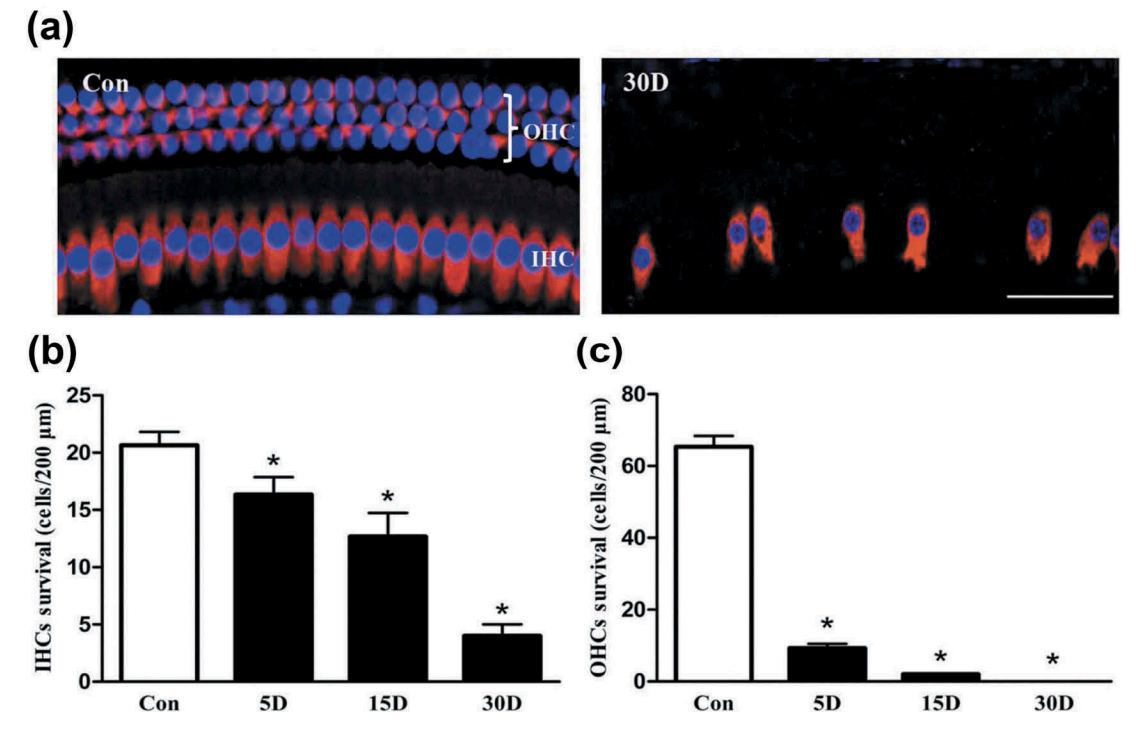 (a)
Con
OHC
IHC
30D
(b)
IHCs survival (cells/200 µm)
25
20
15
10
5
0
*
*
*
Con 5D 15D 30D
(c)
OHCs survival (cells/200 µm)
80
60
40
20
0
*
*
*
Con 5D 15D 30D